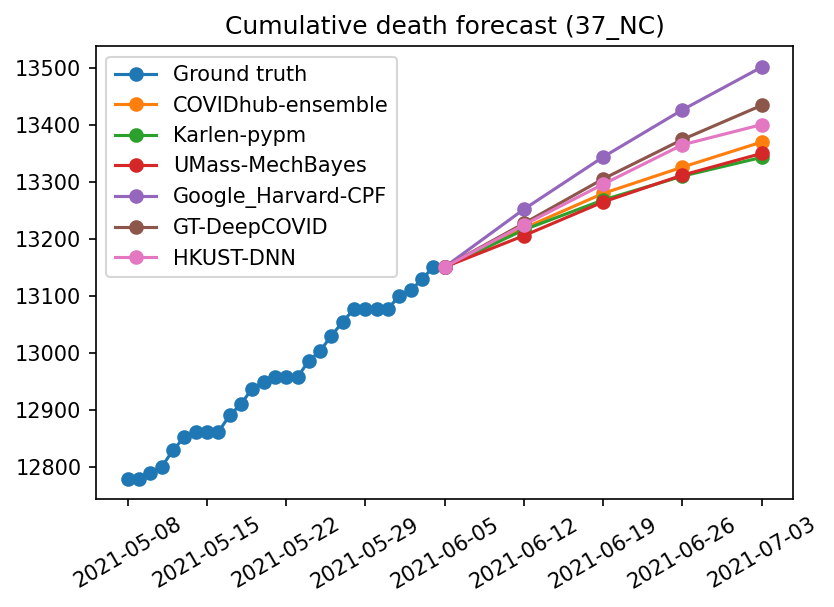 Cumulative death forecast (37_NC)
Ground truth
COVIDhub-ensemble
Karlen-pypm
UMass-MechBayes
Google_Harvard-CPF
GT-DeepCOVID
HKUST-DNN
13500
13400
13300
13200
13100
13000
12900
12800
2021-05-08
2021-05-15
2021-05-22
2021-05-29
2021-06-05
2021-06-12
2021-06-19
2021-06-26
2021-07-03